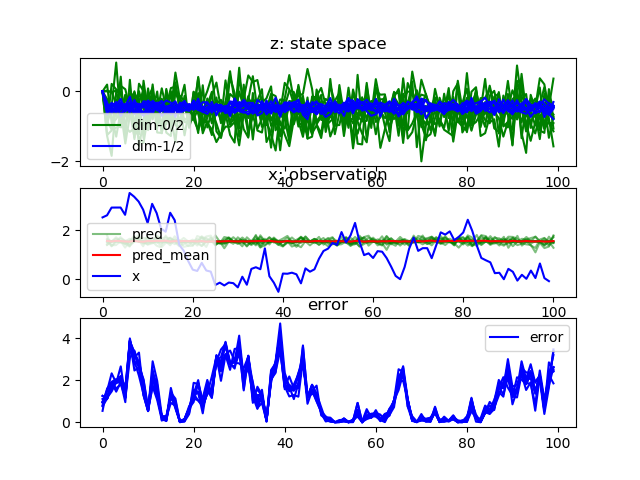 z: state space
0
−2
dim-0/2
dim-1/2
0 20 40 60 80 100
x: observation
2
0
pred
pred_mean
x
0 20 40 60 80 100
error
4
2
0
error
0 20 40 60 80 100